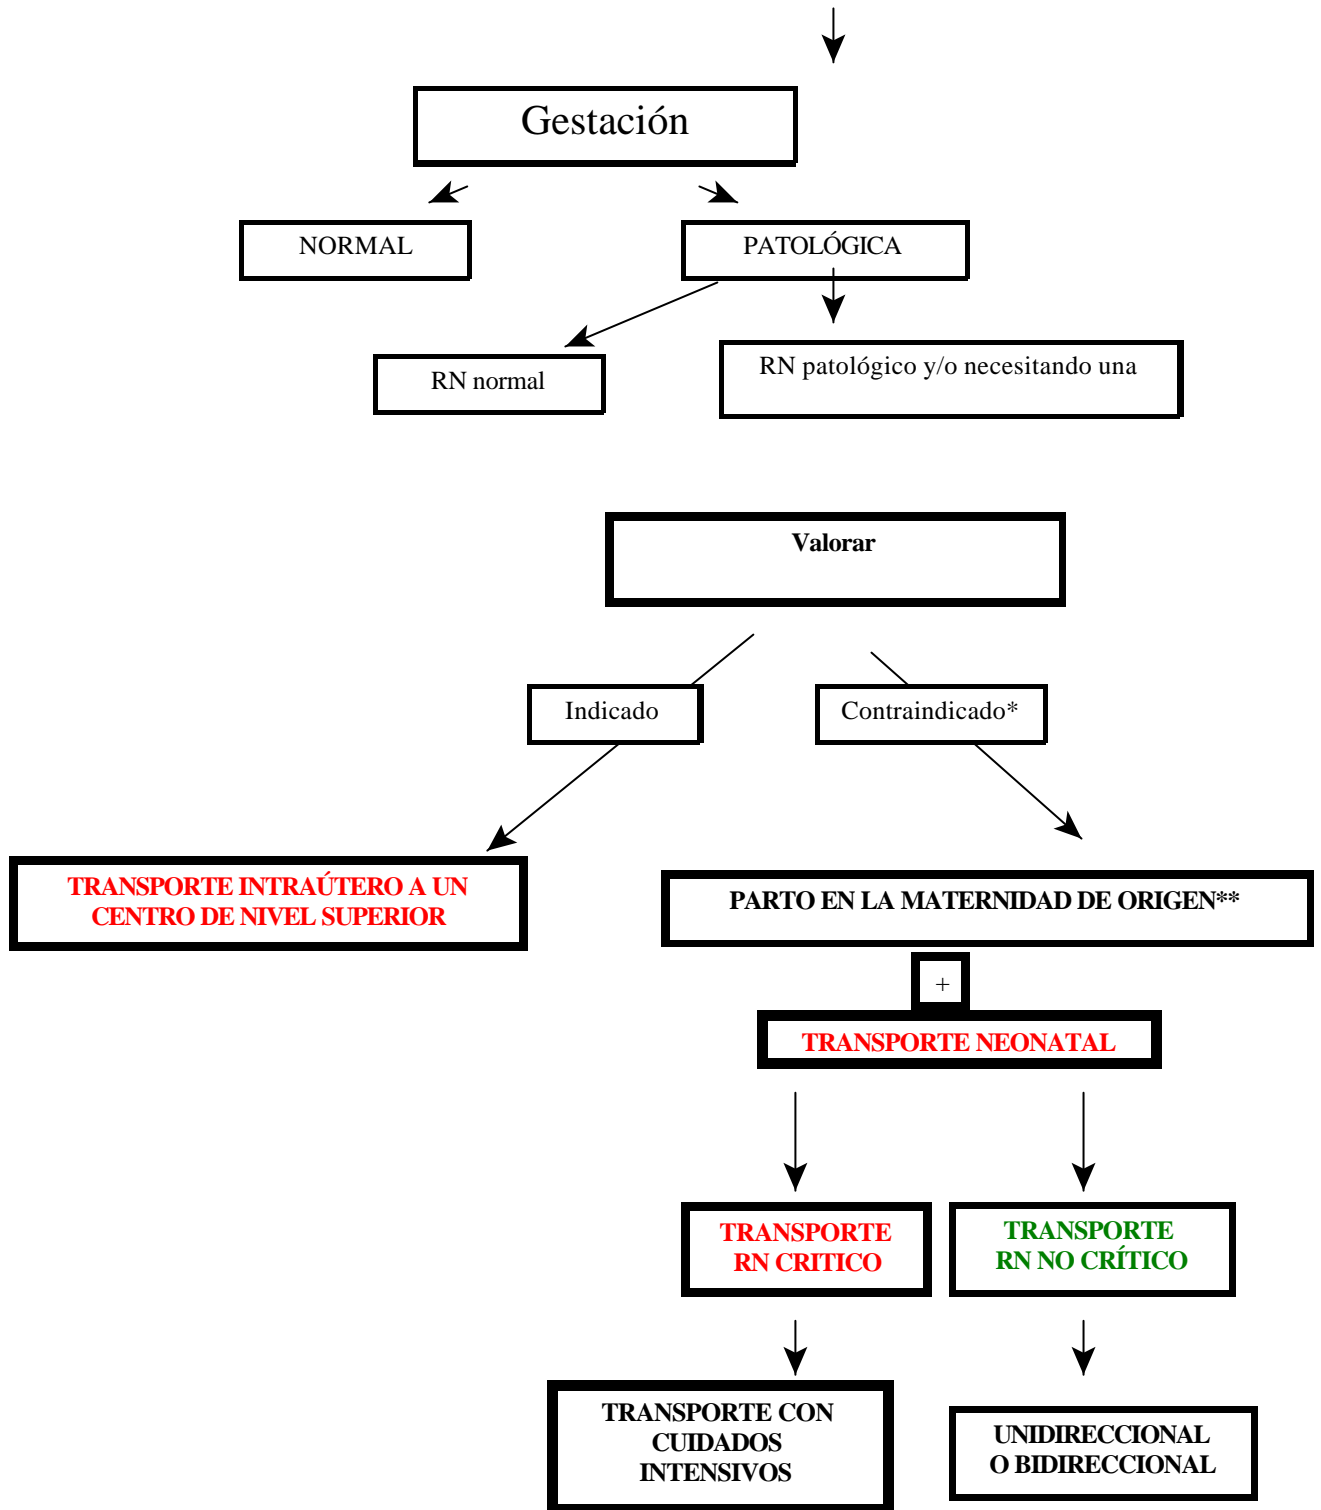 Gestación
NORMAL
PATOLÓGICA
RN normal
RN patológico y/o necesitando una
Valorar
Indicado
Contraindicado*
TRANSPORTE INTRAÚTERO A UN
CENTRO DE NIVEL SUPERIOR
PARTO EN LA MATERNIDAD DE ORIGEN**
+
TRANSPORTE NEONATAL
TRANSPORTE
RN CRITICO
TRANSPORTE
RN NO CRÍTICO
TRANSPORTE CON
CUIDADOS
INTENSIVOS
UNIDIRECCIONAL
O BIDIRECCIONAL